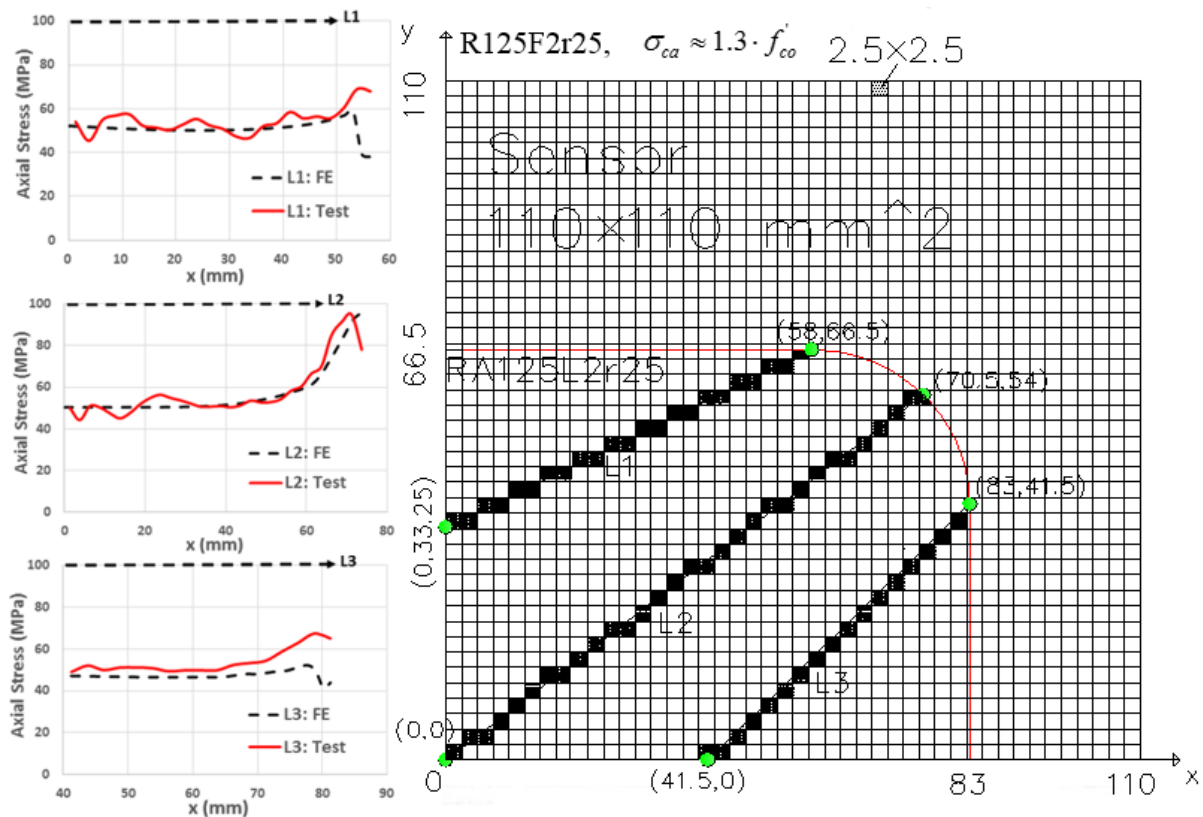 L1
Axial Stress (MPa)
100
80
60
40
20
0
L1: FE
L1: Test
0 10 20 30 40 50 60
x (mm)
L2
Axial Stress (MPa)
100
80
60
40
20
0
L2: FE
L2: Test
0 20 40 60 80
x (mm)
L3
Axial Stress (MPa)
100
80
60
40
20
0
L3: FE
L3: Test
40 50 60 70 80 90
x (mm)
y
R125F2r25, σca ≈ 1.3 · f'co
2.5×2.5
110
Sensor
110×110 mm^2
(58,66.5)
66.5
RA125L2r25
(70.5,54)
L1
(83,41.5)
(0,33.25)
L2
L3
(0,0)
0
(41.5,0)
83
110
x